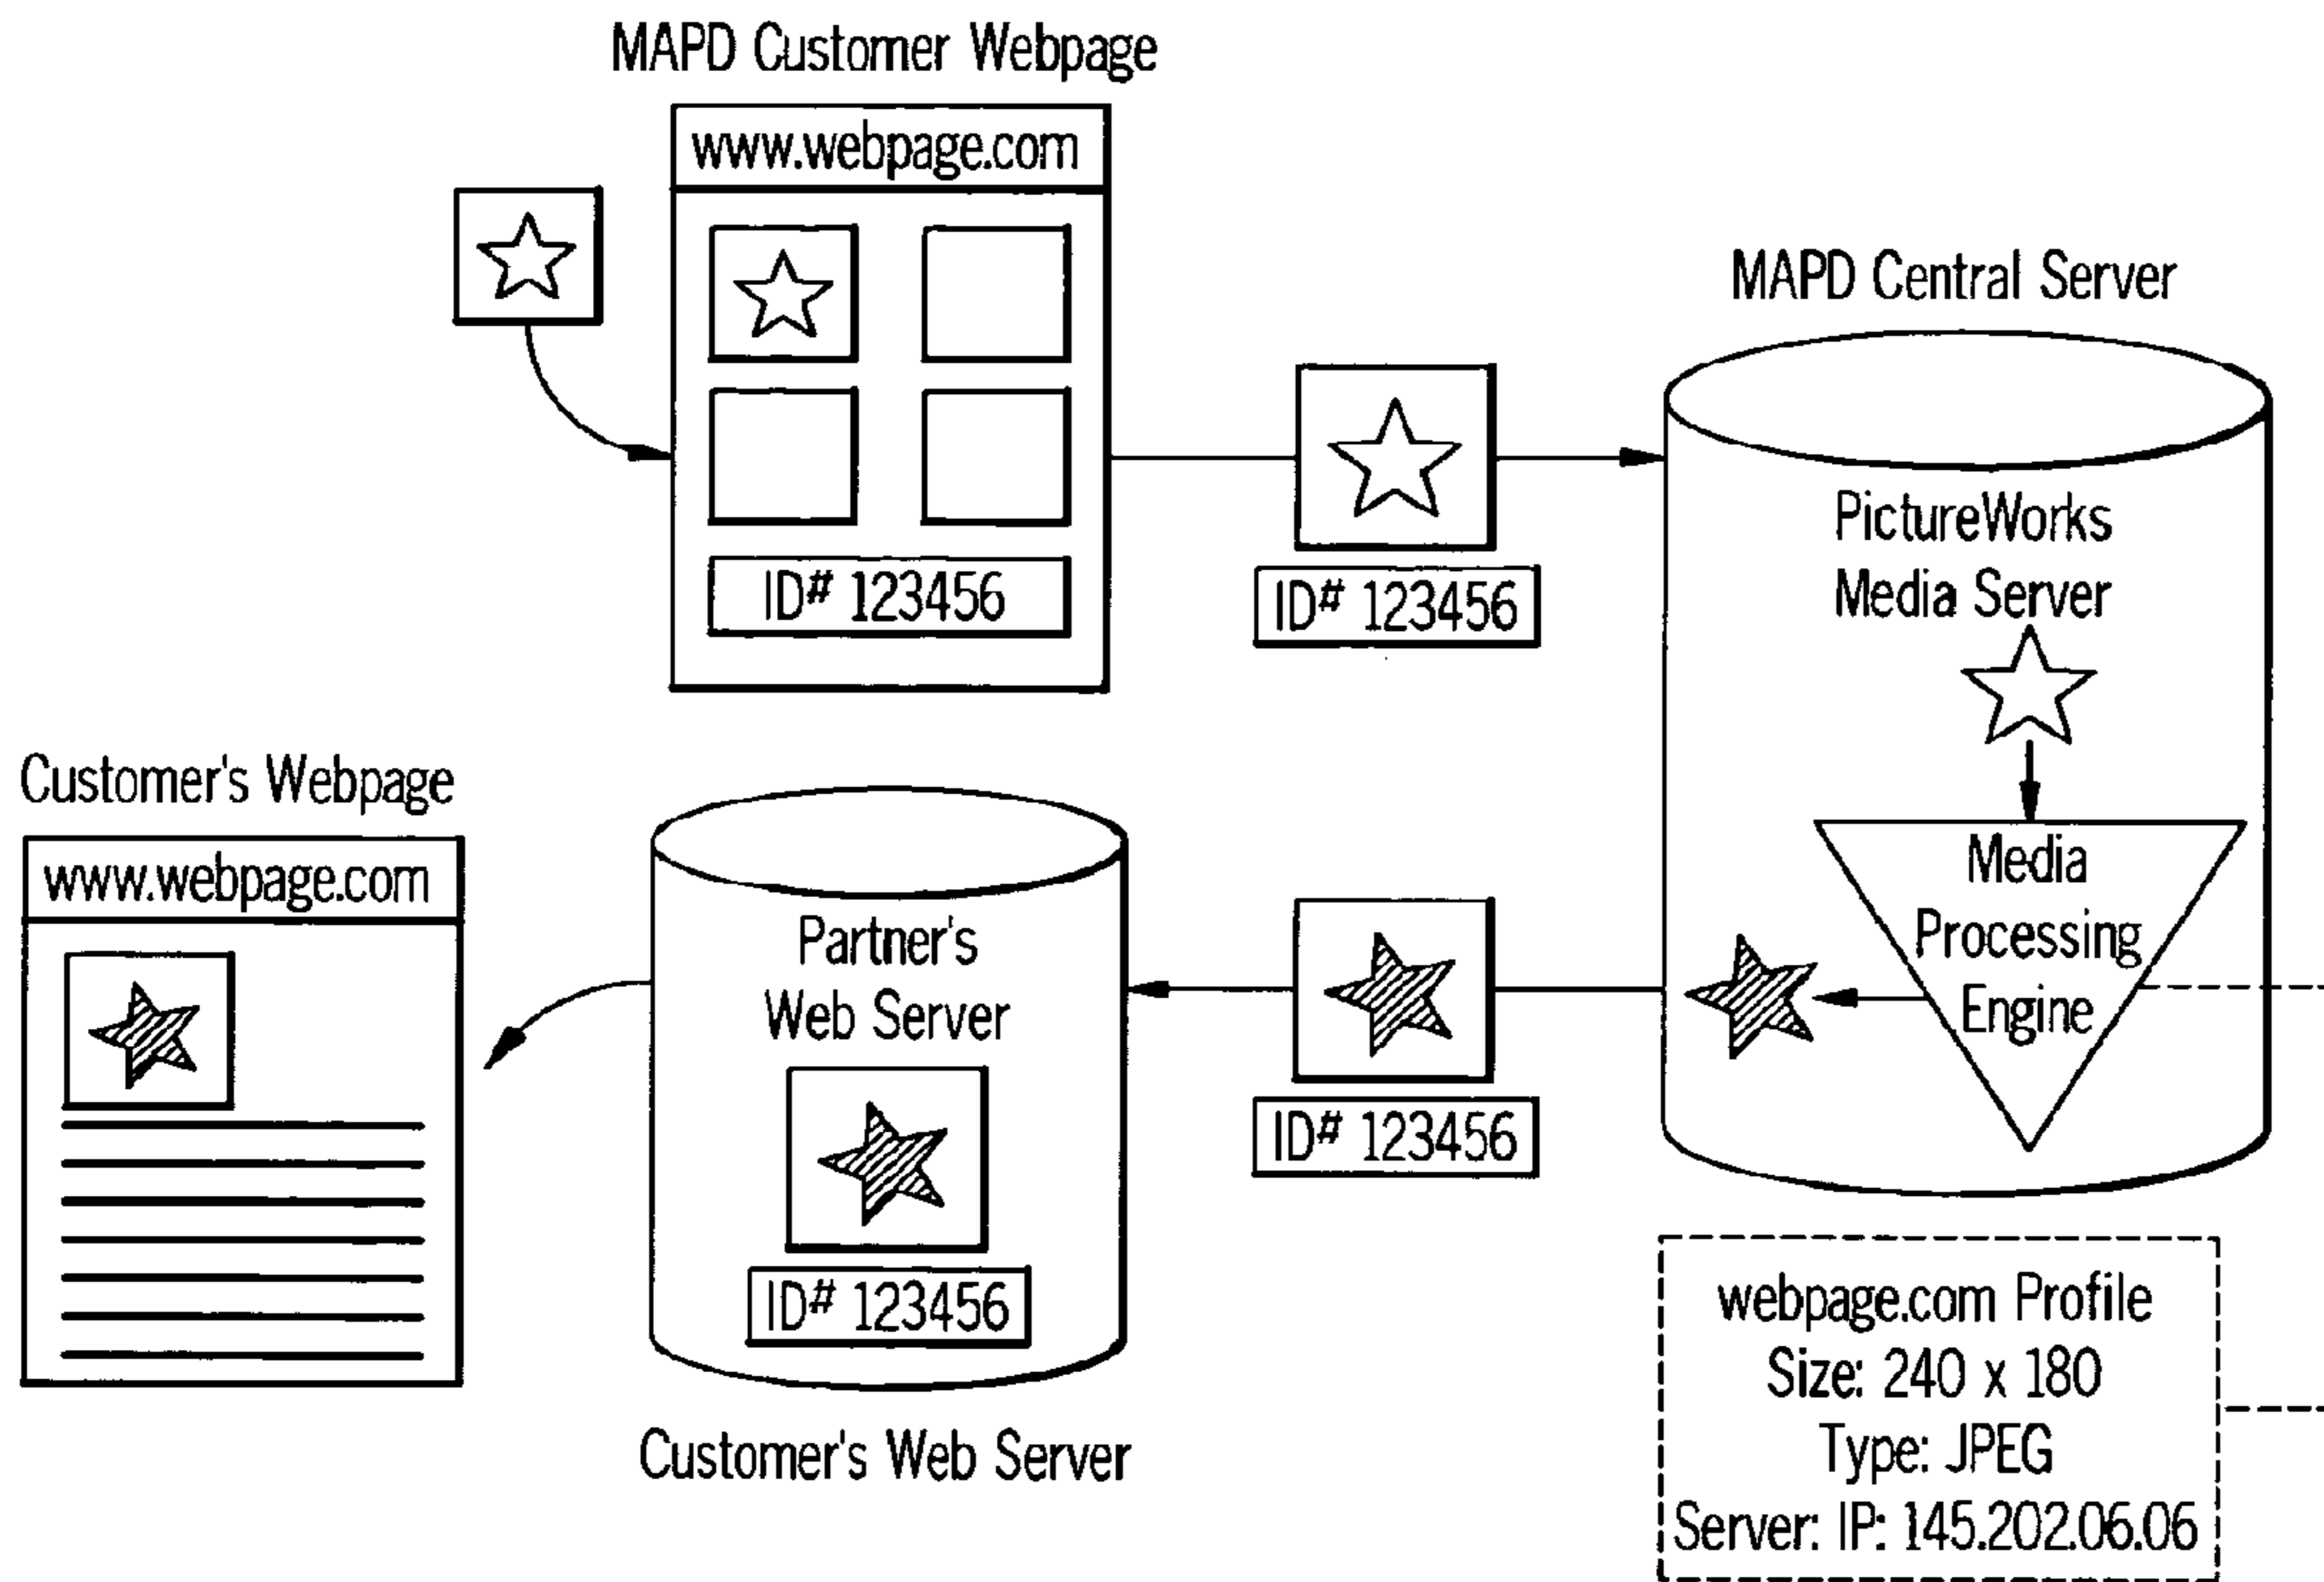 MAPD Customer Webpage
www.webpage.com
ID# 123456
ID# 123456
MAPD Central Server
PictureWorks
Media Server
Media
Processing
Engine
Customer's Webpage
www.webpage.com
Partner's
Web Server
ID# 123456
Customer's Web Server
ID# 123456
webpage.com Profile
Size: 240 x 180
Type: JPEG
Server: IP: 145.202.06.06